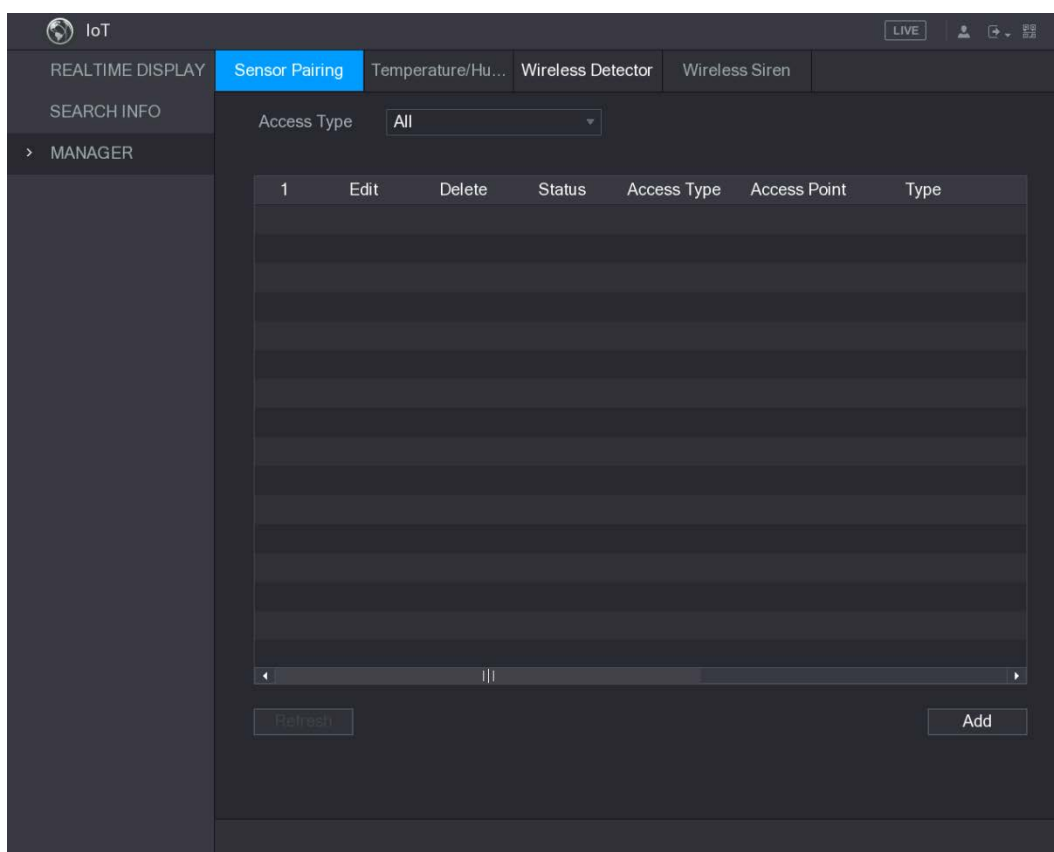 IoT
LIVE
REALTIME DISPLAY
SEARCH INFO
> MANAGER
Sensor Pairing
Temperature/Hu...
Wireless Detector
Wireless Siren
Access Type
All
1 Edit Delete Status Access Type Access Point Type
Refresh
Add